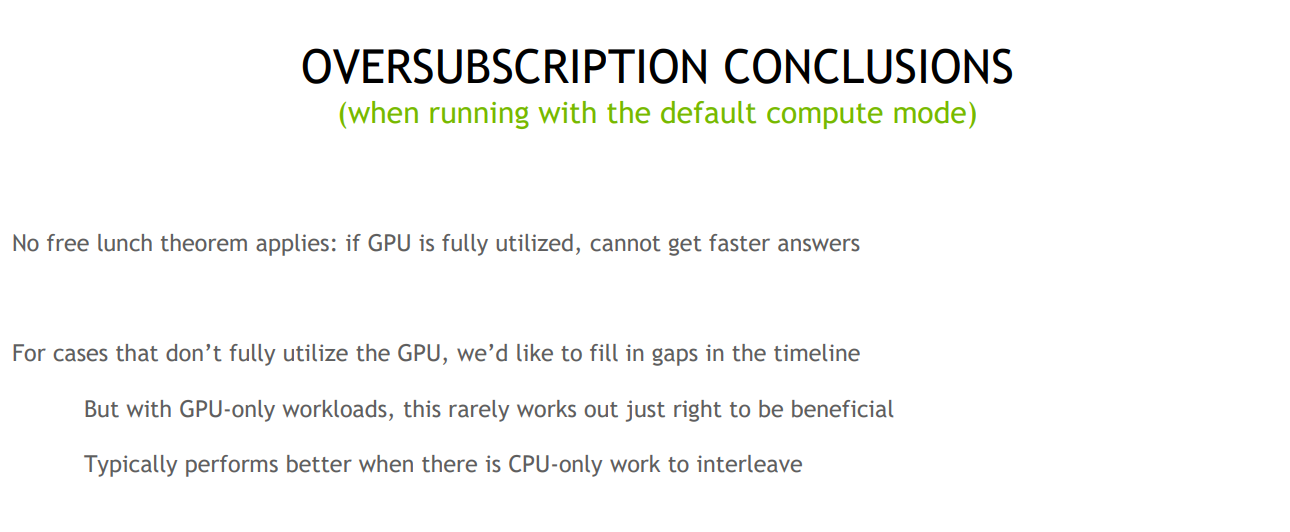 OVERSUBSCRIPTION CONCLUSIONS
(when running with the default compute mode)
No free lunch theorem applies: if GPU is fully utilized, cannot get faster answers
For cases that don’t fully utilize the GPU, we’d like to fill in gaps in the timeline
But with GPU-only workloads, this rarely works out just right to be beneficial
Typically performs better when there is CPU-only work to interleave